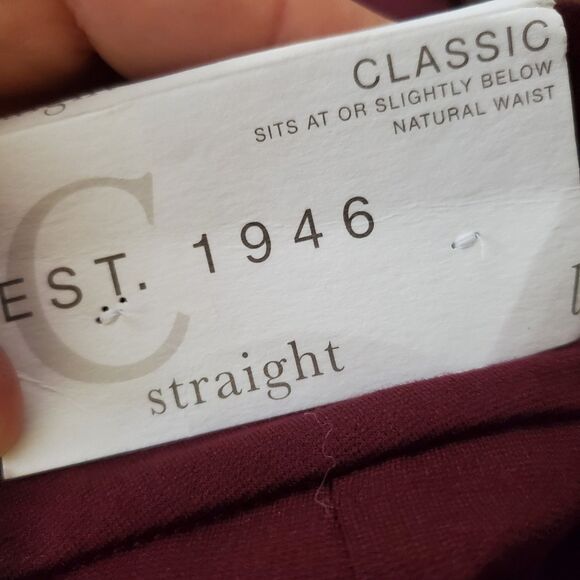 CLASSIC
SITS AT OR SLIGHTLY BELOW
NATURAL WAIST
C
EST. 1946
straight